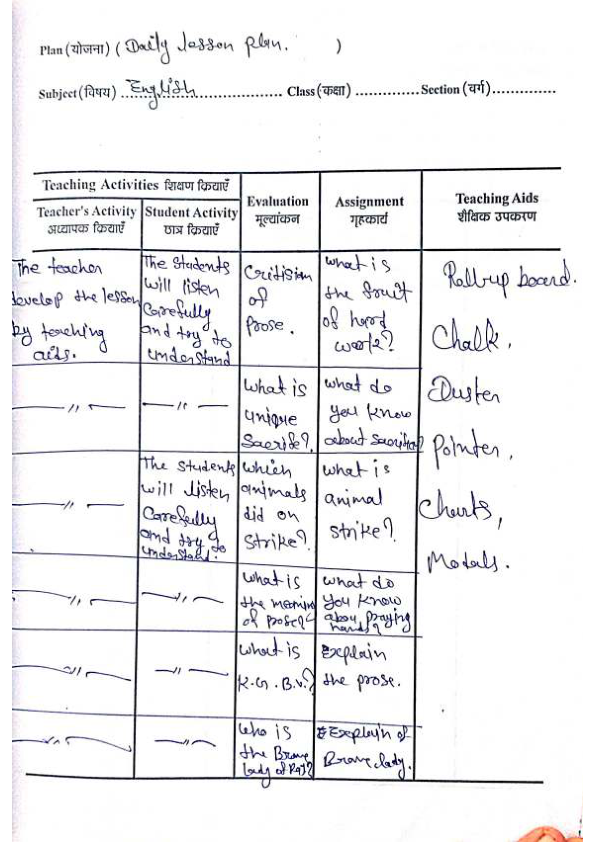 Plan (योजना) ( Daily lesson plan. )
Subject (विषय) ... English ... Class (कक्षा) ............... Section (वर्ग)..............
Teaching Activities शिक्षण क्रियाएँ
Teacher's Activity
अध्यापक क्रियाएँ
Student Activity
छात्र क्रियाएँ
Evaluation
मूल्यांकन
Assignment
गृहकार्य
Teaching Aids
शैक्षिक उपकरण
The teacher
develop the lesson
by teaching
aids.
The Students
will listen
Carefully
and try to
understand
Critision
of
Prose.
What is
the fruit
of hard
work?
Roll-up board.
Chalk.
Duster
Pointer.
Charts,
Modals.
—〃—
—〃—
What is
unique
Sacrife?
What do
you know
about Sacrifice?
—〃—
The Students
will listen
Carefully
and try to
understand.
Which
animals
did on
Strike?
What is
animal
strike?
—〃—
—〃—
What is
the meaning
of prose?
What do
You know
abou praying
hands?
—〃—
—〃—
What is
K.G.B.V.?
Explain
the prose.
—〃—
—〃—
Who is
the Brave
lady of Raj?
Explain of
Brave lady.